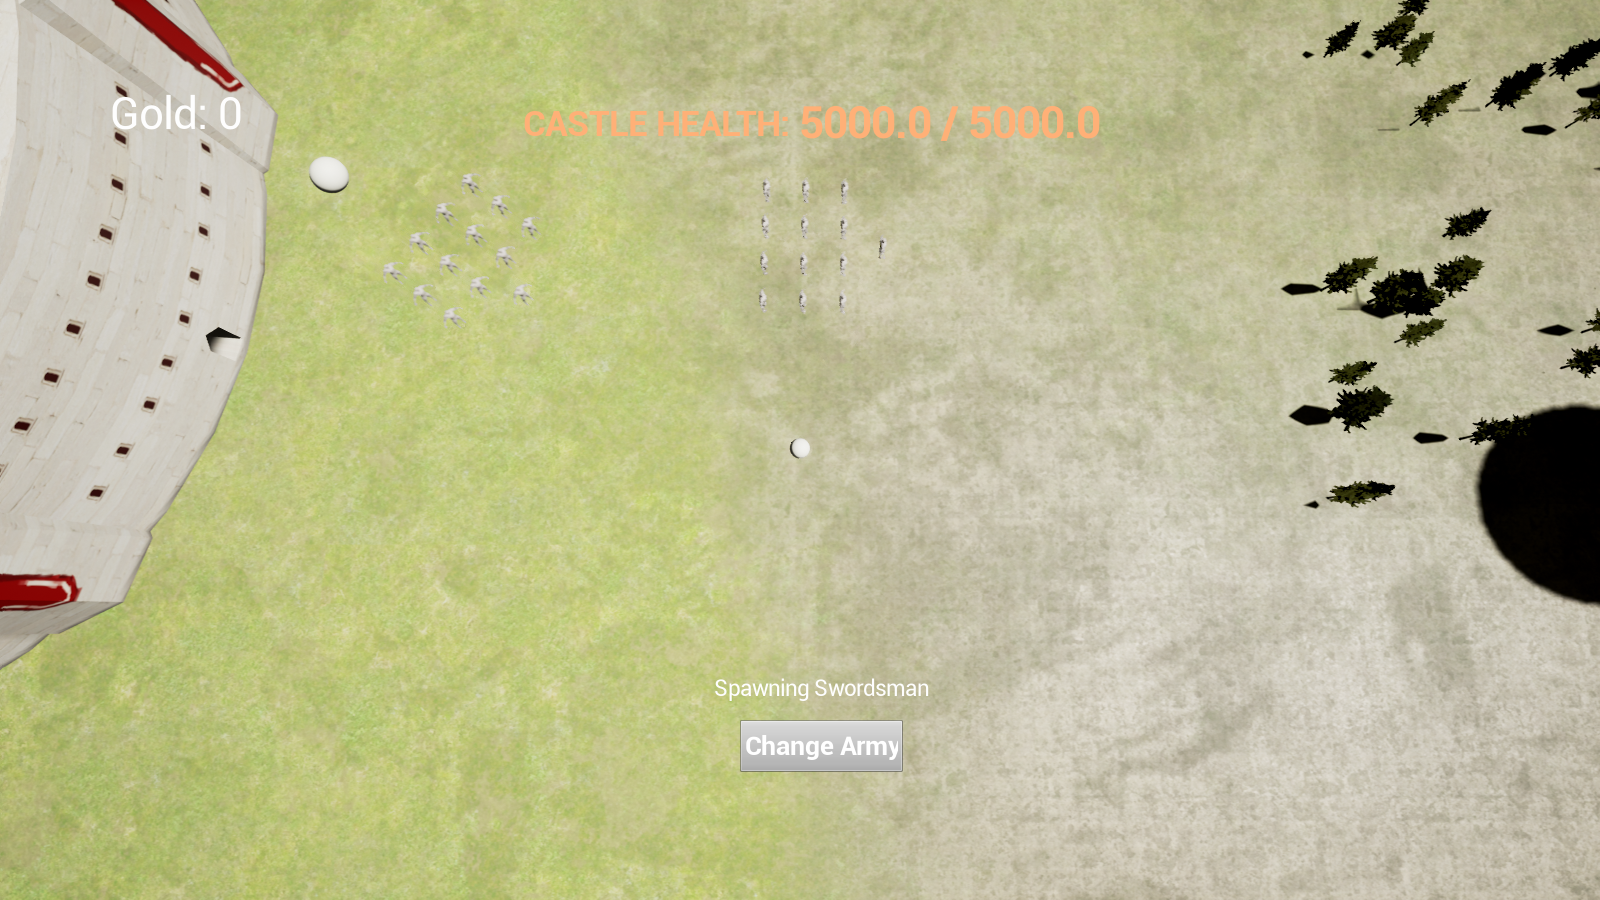 Gold: 0
CASTLE HEALTH: 5000.0 / 5000.0
Spawning Swordsman
Change Army